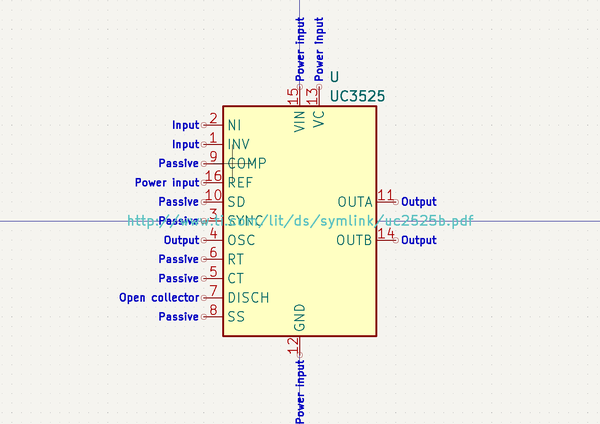 Power input
Power input
15
13
U
UC3525
VIN
VC
Input 2 NI
Input 1 INV
Passive 9 COMP
Power input 16 REF
Passive 10 SD
OUTA 11 Output
Passive 3 SYNC
http://www.ti.com/lit/ds/symlink/uc2525b.pdf
Output 4 OSC
OUTB 14 Output
Passive 6 RT
Passive 5 CT
Open collector 7 DISCH
Passive 8 SS
GND
12
Power input